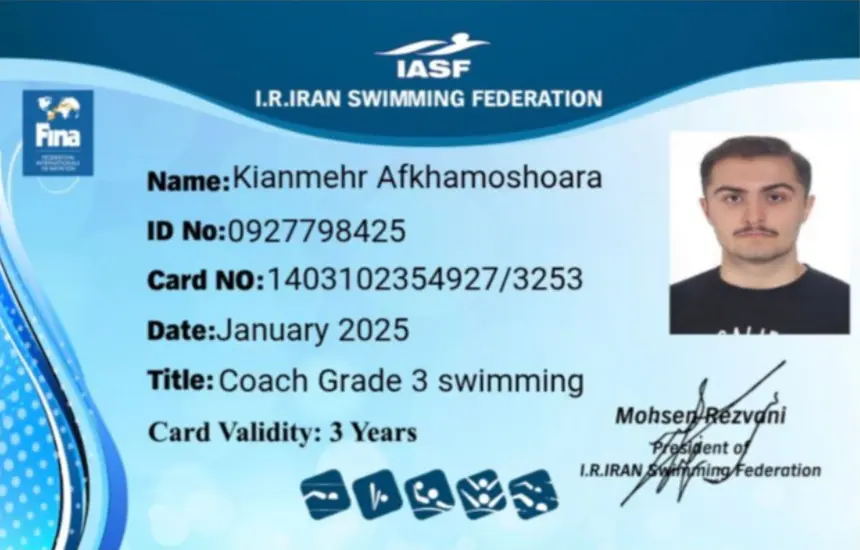 IASF
I.R.IRAN SWIMMING FEDERATION
Fina
FEDERATION
INTERNATIONALE
DE NATATION
Name:Kianmehr Afkhamoshoara
ID No:0927798425
Card NO:1403102354927/3253
Date:January 2025
Title:Coach Grade 3 swimming
Card Validity: 3 Years
Mohsen Rezvani
President of
I.R.IRAN Swimming Federation